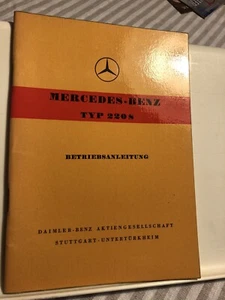 MERCEDES-BENZ
TYP 220S
BETRIEBSANLEITUNG
DAIMLER-BENZ AKTIENGESELLSCHAFT
STUTTGART-UNTERTÜRKHEIM